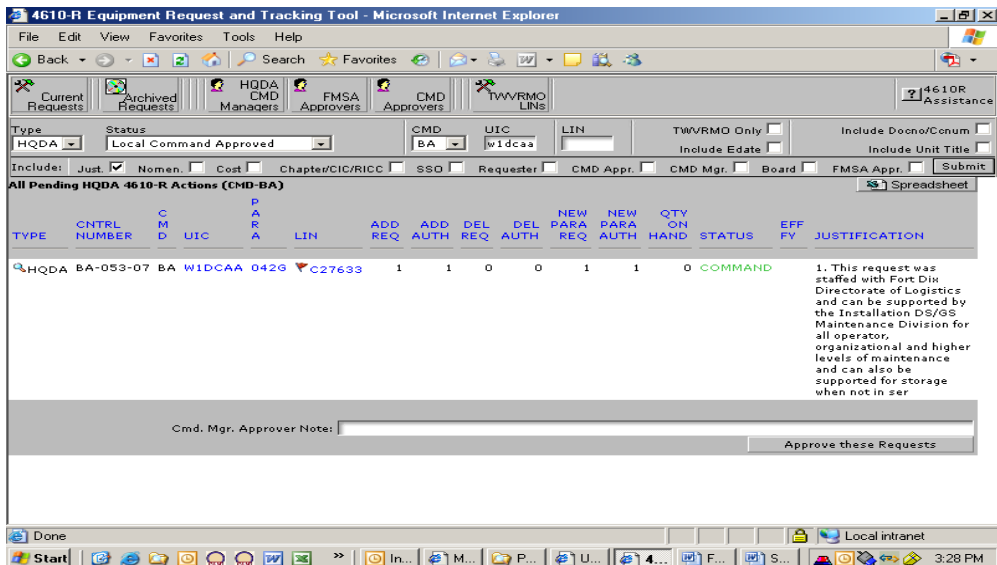 4610-R Equipment Request and Tracking Tool - Microsoft Internet Explorer
File Edit View Favorites Tools Help
Back Search Favorites
Current Requests
Archived Requests
HQDA CMD Managers
FMSA Approvers
CMD Approvers
TWVRMO LINs
4610R Assistance
Type Status CMD UIC LIN TWVRMO Only Include Docno/Ccnum
HQDA Local Command Approved BA w1dcaa Include Edate Include Unit Title
Include: Just. Nomen. Cost Chapter/CIC/RICC SSO Requester CMD Appr. CMD Mgr. Board FMSA Appr. Submit
All Pending HQDA 4610-R Actions (CMD-BA) Spreadsheet
TYPE CNTRL NUMBER CMD UIC PARA LIN ADD REQ ADD AUTH DEL REQ DEL AUTH NEW PARA REQ NEW PARA AUTH QTY ON HAND STATUS EFF FY JUSTIFICATION
HQDA BA-053-07 BA W1DCAA 042G C27633 1 1 0 0 1 1 0 COMMAND
1. This request was
staffed with Fort Dix
Directorate of Logistics
and can be supported by
the Installation DS/GS
Maintenance Division for
all operator,
organizational and higher
levels of maintenance
and can also be
supported for storage
when not in ser
Cmd. Mgr. Approver Note:
Approve these Requests
Done Local intranet
Start » In... M... P... U... 4... F... S... 3:28 PM